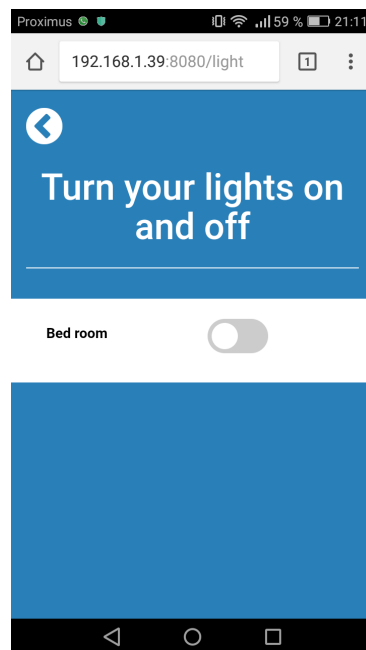 Proximus 59 % 21:11
192.168.1.39:8080/light 1
Turn your lights on
and off
Bed room